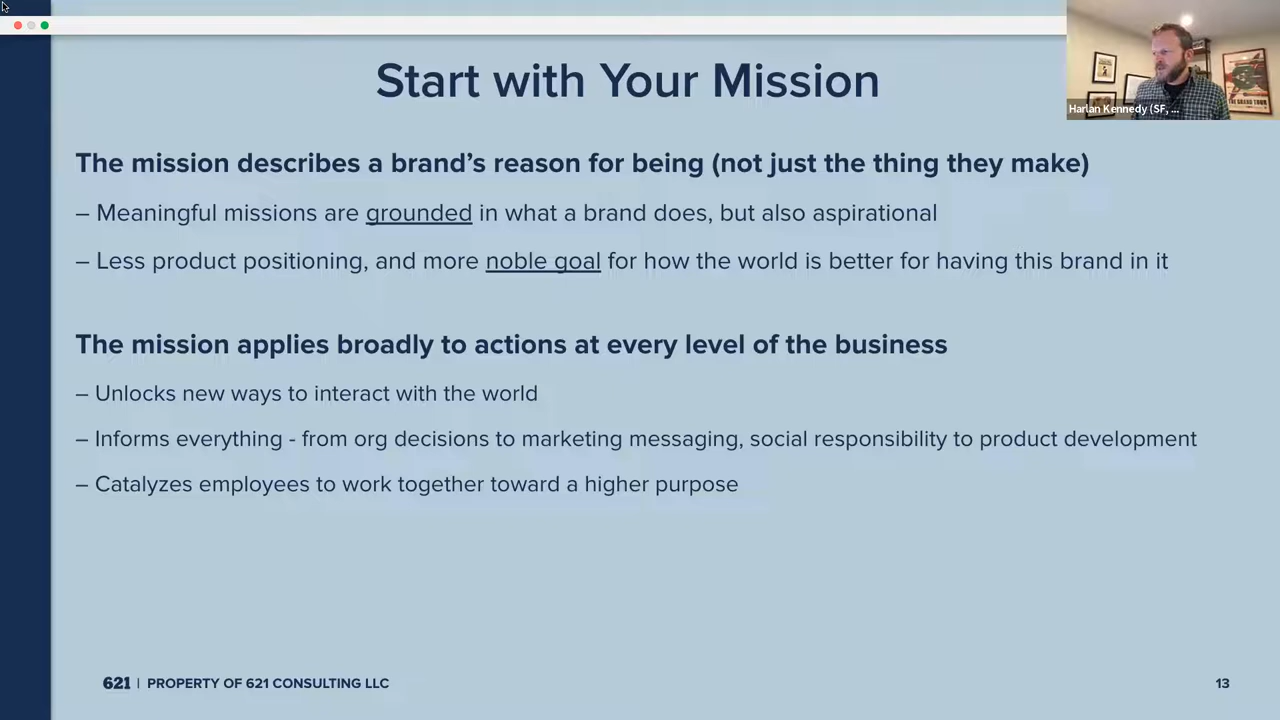 Start with Your Mission
Harlan Kennedy (SF, ...
THE GRAND TOUR
The mission describes a brand’s reason for being (not just the thing they make)
– Meaningful missions are grounded in what a brand does, but also aspirational
– Less product positioning, and more noble goal for how the world is better for having this brand in it
The mission applies broadly to actions at every level of the business
– Unlocks new ways to interact with the world
– Informs everything - from org decisions to marketing messaging, social responsibility to product development
– Catalyzes employees to work together toward a higher purpose
621 | PROPERTY OF 621 CONSULTING LLC
13